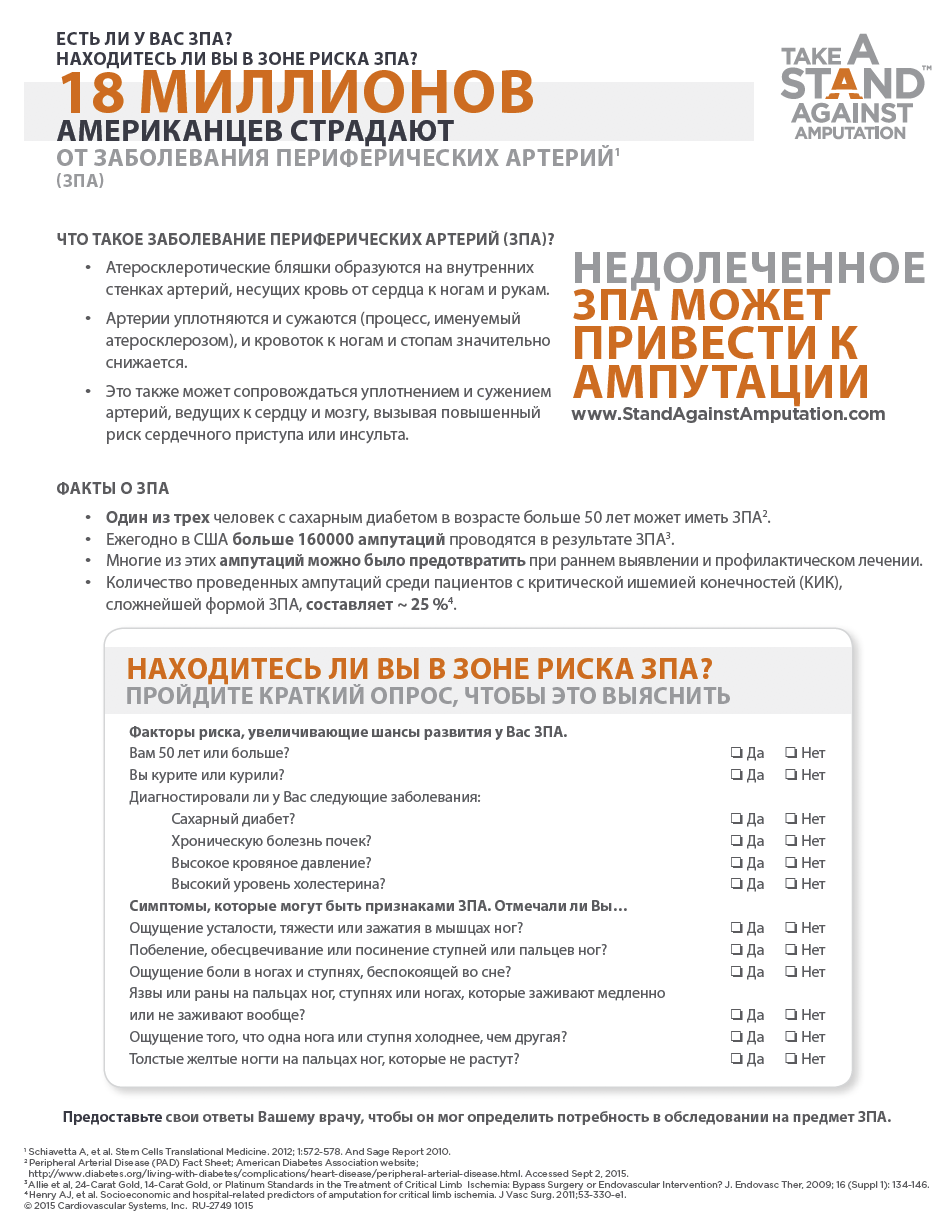 ЕСТЬ ЛИ У ВАС ЗПА?
НАХОДИТЕСЬ ЛИ ВЫ В ЗОНЕ РИСКА ЗПА?
18 МИЛЛИОНОВ
АМЕРИКАНЦЕВ СТРАДАЮТ
ОТ ЗАБОЛЕВАНИЯ ПЕРИФЕРИЧЕСКИХ АРТЕРИЙ¹
(ЗПА)
TAKE A
STAND™
AGAINST
AMPUTATION
ЧТО ТАКОЕ ЗАБОЛЕВАНИЕ ПЕРИФЕРИЧЕСКИХ АРТЕРИЙ (ЗПА)?
• Атеросклеротические бляшки образуются на внутренних
стенках артерий, несущих кровь от сердца к ногам и рукам.
• Артерии уплотняются и сужаются (процесс, именуемый
атеросклерозом), и кровоток к ногам и стопам значительно
снижается.
• Это также может сопровождаться уплотнением и сужением
артерий, ведущих к сердцу и мозгу, вызывая повышенный
риск сердечного приступа или инсульта.
НЕДОЛЕЧЕННОЕ
ЗПА МОЖЕТ
ПРИВЕСТИ К
АМПУТАЦИИ
www.StandAgainstAmputation.com
ФАКТЫ О ЗПА
• Один из трех человек с сахарным диабетом в возрасте больше 50 лет может иметь ЗПА².
• Ежегодно в США больше 160000 ампутаций проводятся в результате ЗПА³.
• Многие из этих ампутаций можно было предотвратить при раннем выявлении и профилактическом лечении.
• Количество проведенных ампутаций среди пациентов с критической ишемией конечностей (КИК),
сложнейшей формой ЗПА, составляет ~ 25 %⁴.
НАХОДИТЕСЬ ЛИ ВЫ В ЗОНЕ РИСКА ЗПА?
ПРОЙДИТЕ КРАТКИЙ ОПРОС, ЧТОБЫ ЭТО ВЫЯСНИТЬ
Факторы риска, увеличивающие шансы развития у Вас ЗПА.
Вам 50 лет или больше? ❏ Да ❏ Нет
Вы курите или курили? ❏ Да ❏ Нет
Диагностировали ли у Вас следующие заболевания:
Сахарный диабет? ❏ Да ❏ Нет
Хроническую болезнь почек? ❏ Да ❏ Нет
Высокое кровяное давление? ❏ Да ❏ Нет
Высокий уровень холестерина? ❏ Да ❏ Нет
Симптомы, которые могут быть признаками ЗПА. Отмечали ли Вы…
Ощущение усталости, тяжести или зажатия в мышцах ног? ❏ Да ❏ Нет
Побеление, обесцвечивание или посинение ступней или пальцев ног? ❏ Да ❏ Нет
Ощущение боли в ногах и ступнях, беспокоящей во сне? ❏ Да ❏ Нет
Язвы или раны на пальцах ног, ступнях или ногах, которые заживают медленно
или не заживают вообще? ❏ Да ❏ Нет
Ощущение того, что одна нога или ступня холоднее, чем другая? ❏ Да ❏ Нет
Толстые желтые ногти на пальцах ног, которые не растут? ❏ Да ❏ Нет
Предоставьте свои ответы Вашему врачу, чтобы он мог определить потребность в обследовании на предмет ЗПА.
¹ Schiavetta A, et al. Stem Cells Translational Medicine. 2012; 1:572-578. And Sage Report 2010.
² Peripheral Arterial Disease (PAD) Fact Sheet; American Diabetes Association website;
http://www.diabetes.org/living-with-diabetes/complications/heart-disease/peripheral-arterial-disease.html. Accessed Sept 2, 2015.
³ Allie et al, 24-Carat Gold, 14-Carat Gold, or Platinum Standards in the Treatment of Critical Limb Ischemia: Bypass Surgery or Endovascular Intervention? J. Endovasc Ther, 2009; 16 (Suppl 1): 134-146.
⁴ Henry AJ, et al. Socioeconomic and hospital-related predictors of amputation for critical limb ischemia. J Vasc Surg. 2011;53-330-e1.
© 2015 Cardiovascular Systems, Inc. RU-2749 1015